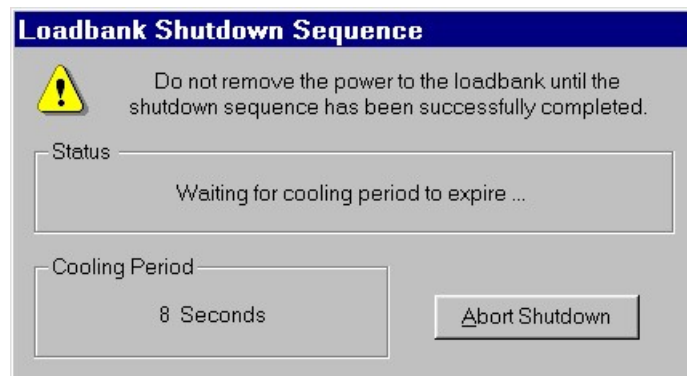 Loadbank Shutdown Sequence
Do not remove the power to the loadbank until the
shutdown sequence has been successfully completed.
Status
Waiting for cooling period to expire ...
Cooling Period
8 Seconds
Abort Shutdown